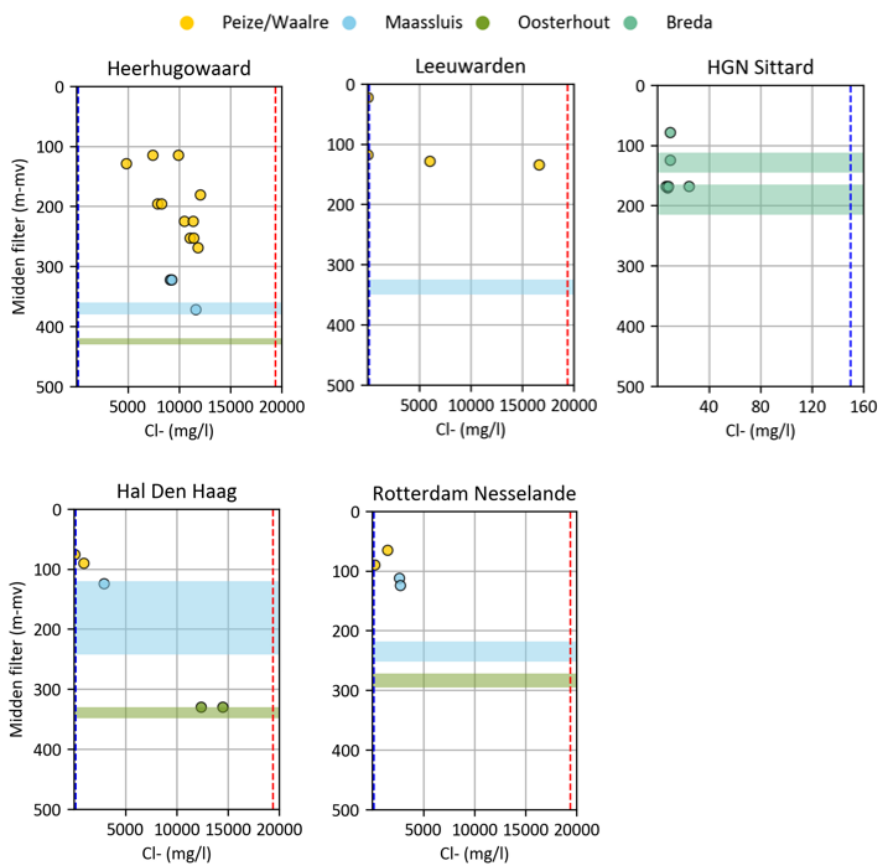 Peize/Waalre Maassluis Oosterhout Breda
Heerhugowaard Leeuwarden HGN Sittard
Midden filter (m-mv)
0
100
200
300
400
500
5000 10000 15000 20000
Cl- (mg/l)
0
100
200
300
400
500
5000 10000 15000 20000
Cl- (mg/l)
0
100
200
300
400
500
40 80 120 160
Cl- (mg/l)
Hal Den Haag Rotterdam Nesselande
Midden filter (m-mv)
0
100
200
300
400
500
5000 10000 15000 20000
Cl- (mg/l)
0
100
200
300
400
500
5000 10000 15000 20000
Cl- (mg/l)